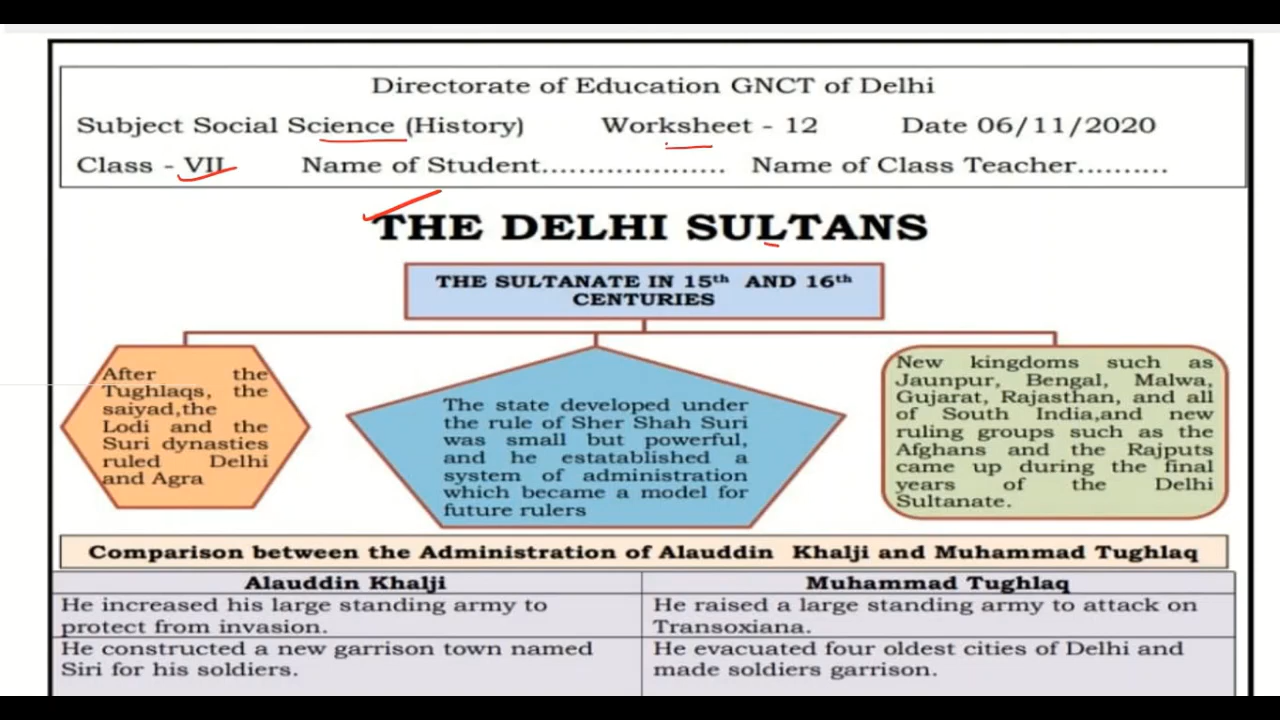 Directorate of Education GNCT of Delhi
Subject Social Science (History) Worksheet - 12 Date 06/11/2020
Class - VII Name of Student.................... Name of Class Teacher..........
THE DELHI SULTANS
THE SULTANATE IN 15th AND 16th
CENTURIES
After the
Tughlaqs, the
saiyad,the
Lodi and the
Suri dynasties
ruled Delhi
and Agra
The state developed under
the rule of Sher Shah Suri
was small but powerful,
and he estatablished a
system of administration
which became a model for
future rulers
New kingdoms such as
Jaunpur, Bengal, Malwa,
Gujarat, Rajasthan, and all
of South India,and new
ruling groups such as the
Afghans and the Rajputs
came up during the final
years of the Delhi
Sultanate.
Comparison between the Administration of Alauddin Khalji and Muhammad Tughlaq
Alauddin Khalji
Muhammad Tughlaq
He increased his large standing army to
protect from invasion.
He raised a large standing army to attack on
Transoxiana.
He constructed a new garrison town named
Siri for his soldiers.
He evacuated four oldest cities of Delhi and
made soldiers garrison.